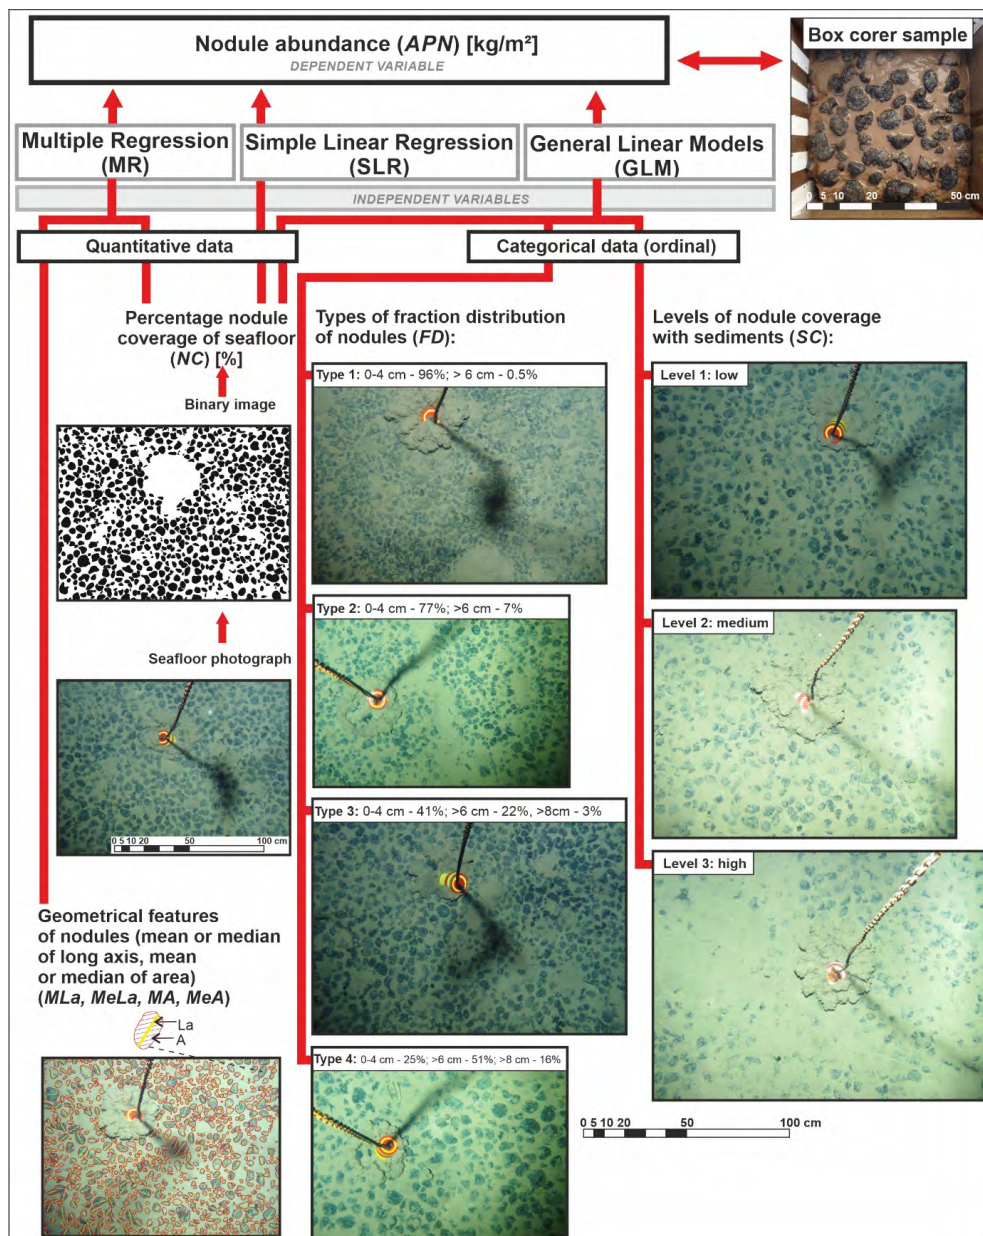 Nodule abundance (APN) [kg/m²]
DEPENDENT VARIABLE
Box corer sample
0 5 10 20 50 cm
Multiple Regression
(MR)
Simple Linear Regression
(SLR)
General Linear Models
(GLM)
INDEPENDENT VARIABLES
Quantitative data
Categorical data (ordinal)
Percentage nodule
coverage of seafloor
(NC) [%]
Binary image
Seafloor photograph
0 5 10 20 50 100 cm
Geometrical features
of nodules (mean or median
of long axis, mean
or median of area)
(MLa, MeLa, MA, MeA)
La
A
Types of fraction distribution
of nodules (FD):
Type 1: 0-4 cm - 96%; > 6 cm - 0.5%
Type 2: 0-4 cm - 77%; >6 cm - 7%
Type 3: 0-4 cm - 41%; >6 cm - 22%, >8cm - 3%
Type 4: 0-4 cm - 25%; >6 cm - 51%; >8 cm - 16%
Levels of nodule coverage
with sediments (SC):
Level 1: low
Level 2: medium
Level 3: high
0 5 10 20 50 100 cm